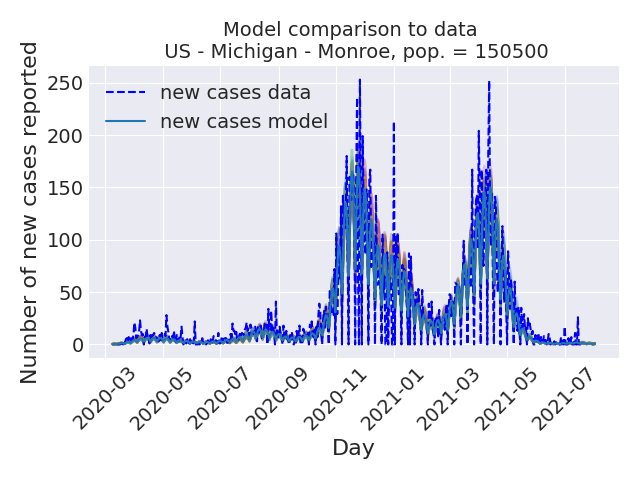 Model comparison to data
US - Michigan - Monroe, pop. = 150500
Number of new cases reported
250
200
150
100
50
0
new cases data
new cases model
2020-03
2020-05
2020-07
2020-09
2020-11
2021-01
2021-03
2021-05
2021-07
Day